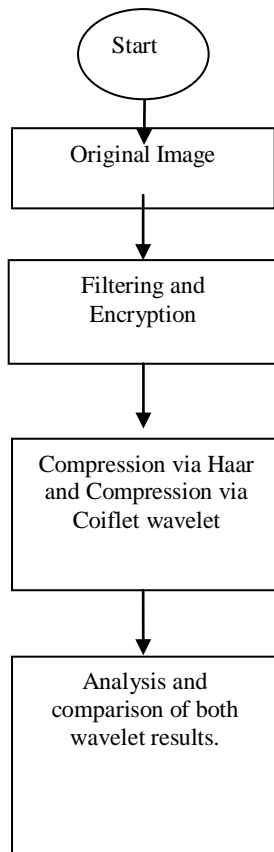 Start
Original Image
Filtering and
Encryption
Compression via Haar
and Compression via
Coiflet wavelet
Analysis and
comparison of both
wavelet results.